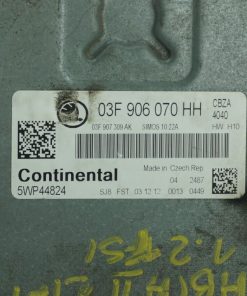 03F 906 070 HH
CBZA
4040
03F 907 309 AK SIMOS 10.22A HW: H10
Made in Czech Rep
Continental
04 2487
5WP44824
SJ8 FST 03 12 12 0013 0449
1.2 TSI